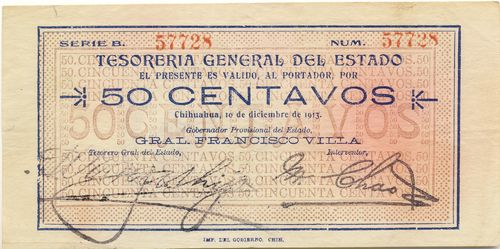 SERIE B. 57728 NUM. 57728
TESORERIA GENERAL DEL ESTADO
EL PRESENTE ES VALIDO, AL PORTADOR, POR
50 CENTAVOS
Chihuahua, 10 de diciembre de 1913.
Gobernador Provisional del Estado,
GRAL. FRANCISCO VILLA
Tesorero Gral. del Estado, Interventor,
M. Chao
IMP. DEL GOBIERNO, CHIH.